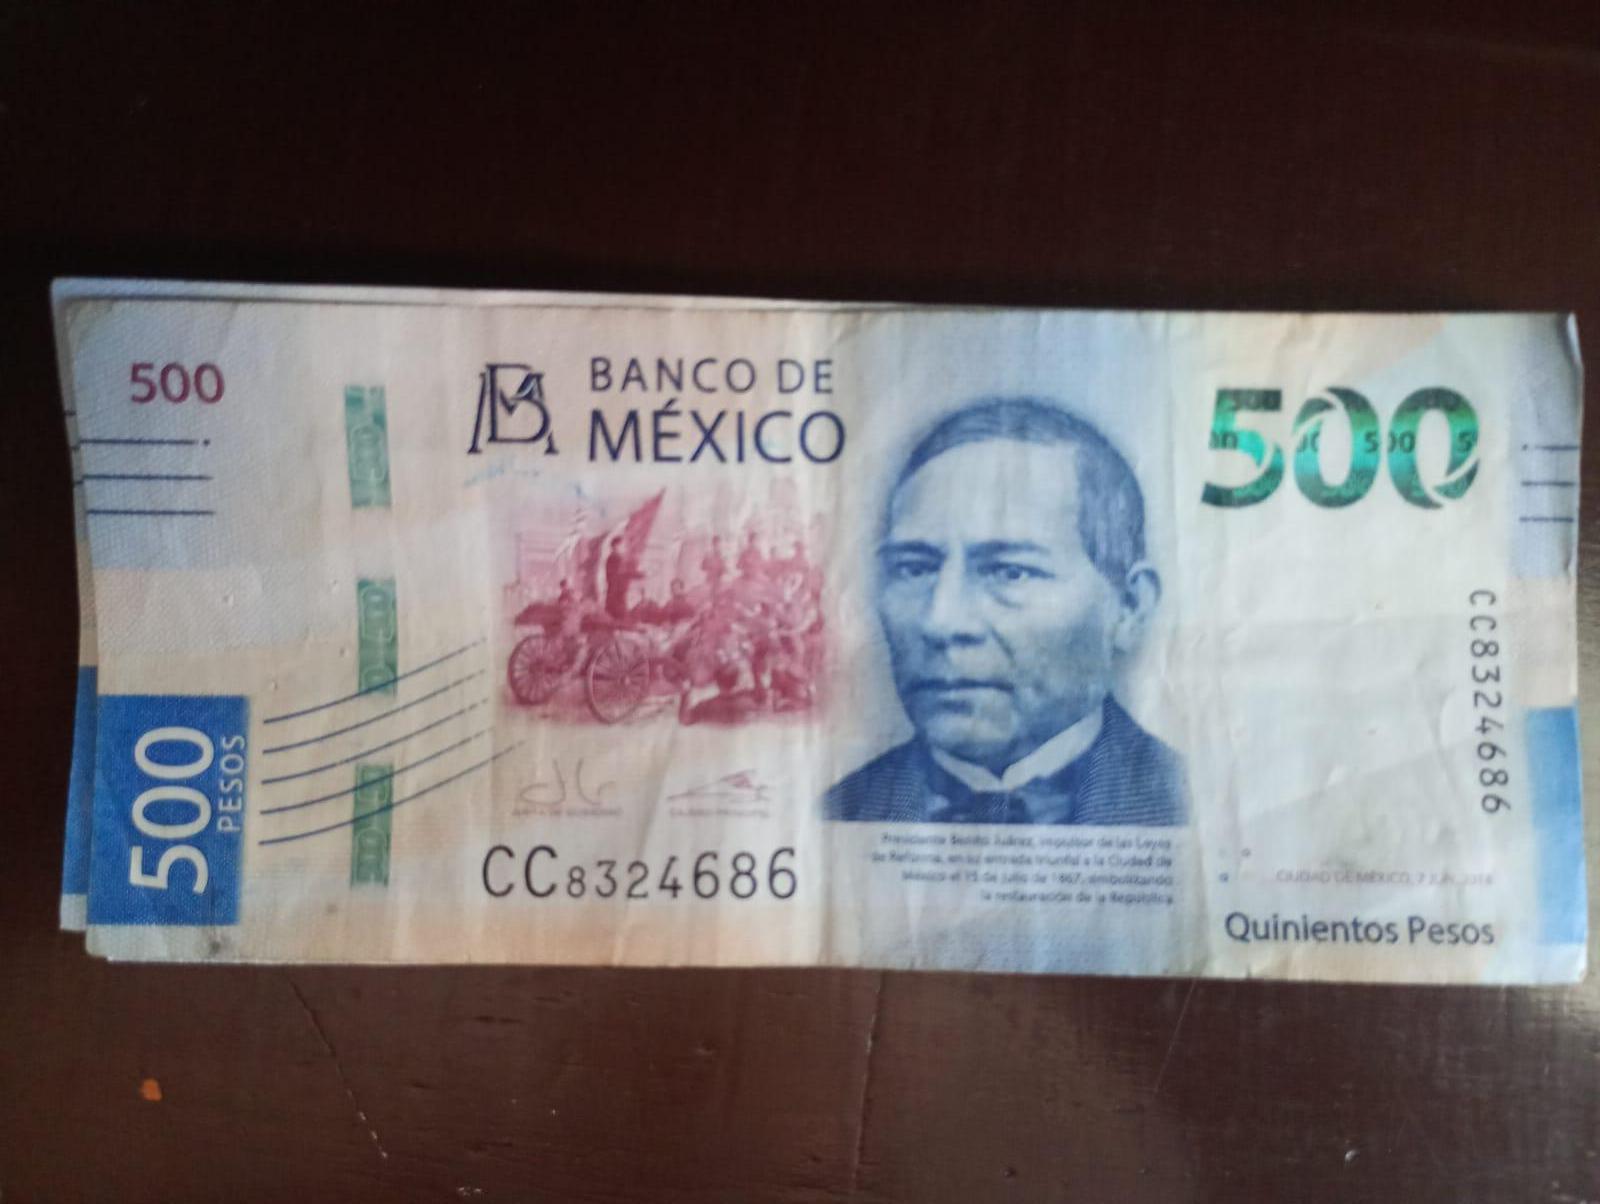 500
BANCO DE
MÉXICO
500
500
PESOS
CC8324686
CC8324686
Presidente Benito Juárez, impulsor de las Leyes
de Reforma, en su entrada triunfal a la Ciudad de
México el 15 de julio de 1867, simbolizando
la restauración de la República
CIUDAD DE MÉXICO, 7 JUN.
Quinientos Pesos